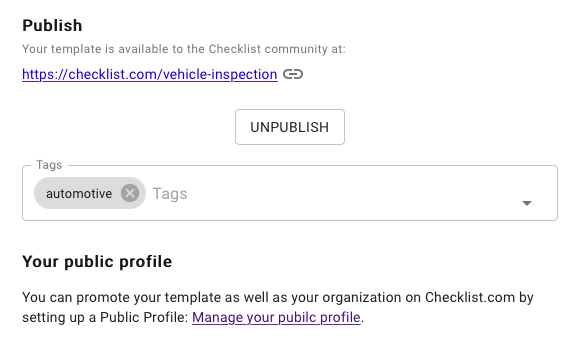 Publish
Your template is available to the Checklist community at:
https://checklist.com/vehicle-inspection
UNPUBLISH
Tags
automotive Tags
Your public profile
You can promote your template as well as your organization on Checklist.com by
setting up a Public Profile: Manage your pubilc profile.